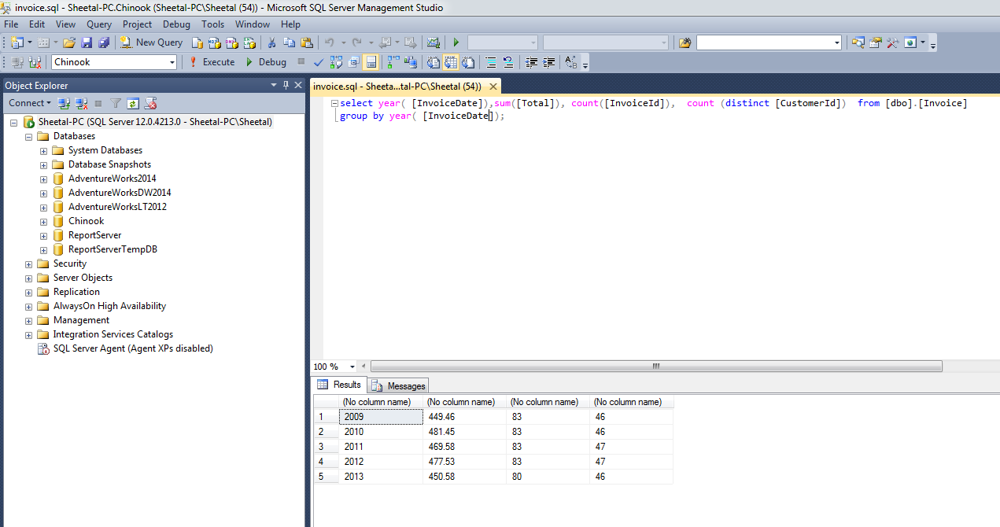 invoice.sql - Sheetal-PC.Chinook (Sheetal-PC\Sheetal (54)) - Microsoft SQL Server Management Studio
File Edit View Query Project Debug Tools Window Help
New Query
Chinook Execute Debug
Object Explorer
Connect
Sheetal-PC (SQL Server 12.0.4213.0 - Sheetal-PC\Sheetal)
Databases
System Databases
Database Snapshots
AdventureWorks2014
AdventureWorksDW2014
AdventureWorksLT2012
Chinook
ReportServer
ReportServerTempDB
Security
Server Objects
Replication
AlwaysOn High Availability
Management
Integration Services Catalogs
SQL Server Agent (Agent XPs disabled)
invoice.sql - Sheeta...tal-PC\Sheetal (54))
select year( [InvoiceDate]),sum([Total]), count([InvoiceId]),  count (distinct [CustomerId])  from [dbo].[Invoice]
group by year( [InvoiceDate]);
100 %
Results Messages
(No column name) (No column name) (No column name) (No column name)
1 2009 449.46 83 46
2 2010 481.45 83 46
3 2011 469.58 83 47
4 2012 477.53 83 47
5 2013 450.58 80 46